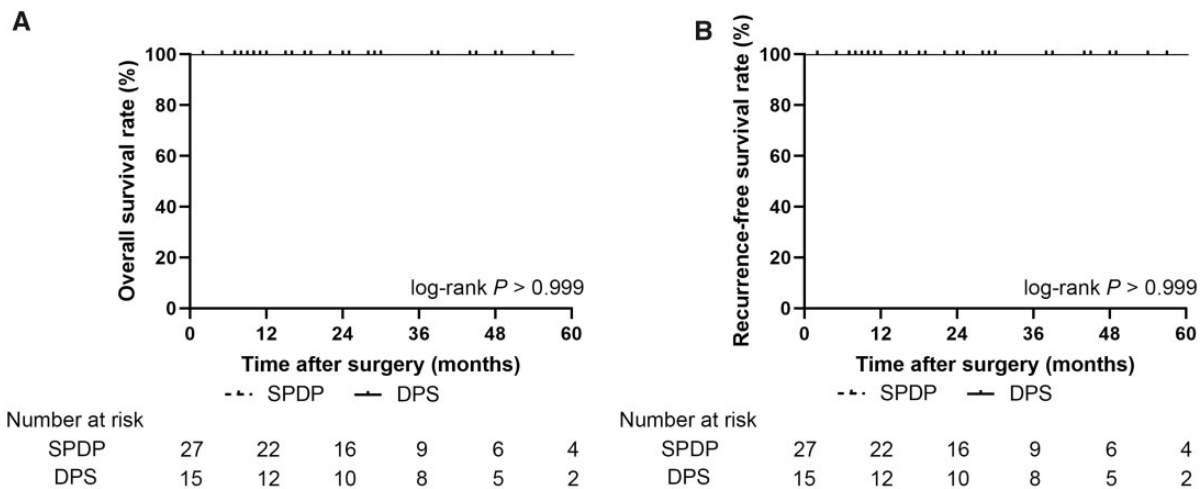 A
Overall survival rate (%)
100
80
60
40
20
0
log-rank P > 0.999
0 12 24 36 48 60
Time after surgery (months)
SPDP DPS
Number at risk
SPDP 27 22 16 9 6 4
DPS 15 12 10 8 5 2
B
Recurrence-free survival rate (%)
100
80
60
40
20
0
log-rank P > 0.999
0 12 24 36 48 60
Time after surgery (months)
SPDP DPS
Number at risk
SPDP 27 22 16 9 6 4
DPS 15 12 10 8 5 2